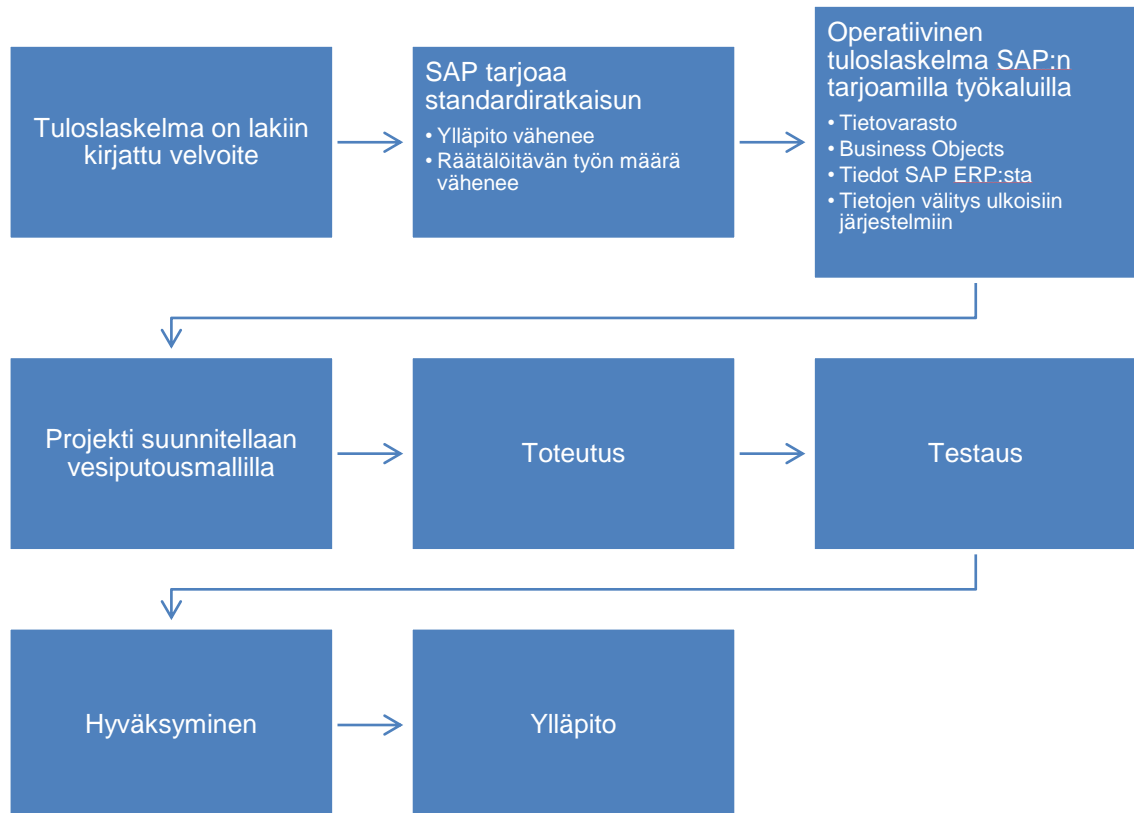 Tuloslaskelma on lakiin
kirjattu velvoite
SAP tarjoaa
standardiratkaisun
• Ylläpito vähenee
• Räätälöitävän työn määrä
vähenee
Operatiivinen
tuloslaskelma SAP:n
tarjoamilla työkaluilla
• Tietovarasto
• Business Objects
• Tiedot SAP ERP:sta
• Tietojen välitys ulkoisiin
järjestelmiin
Projekti suunnitellaan
vesiputousmallilla
Toteutus
Testaus
Hyväksyminen
Ylläpito